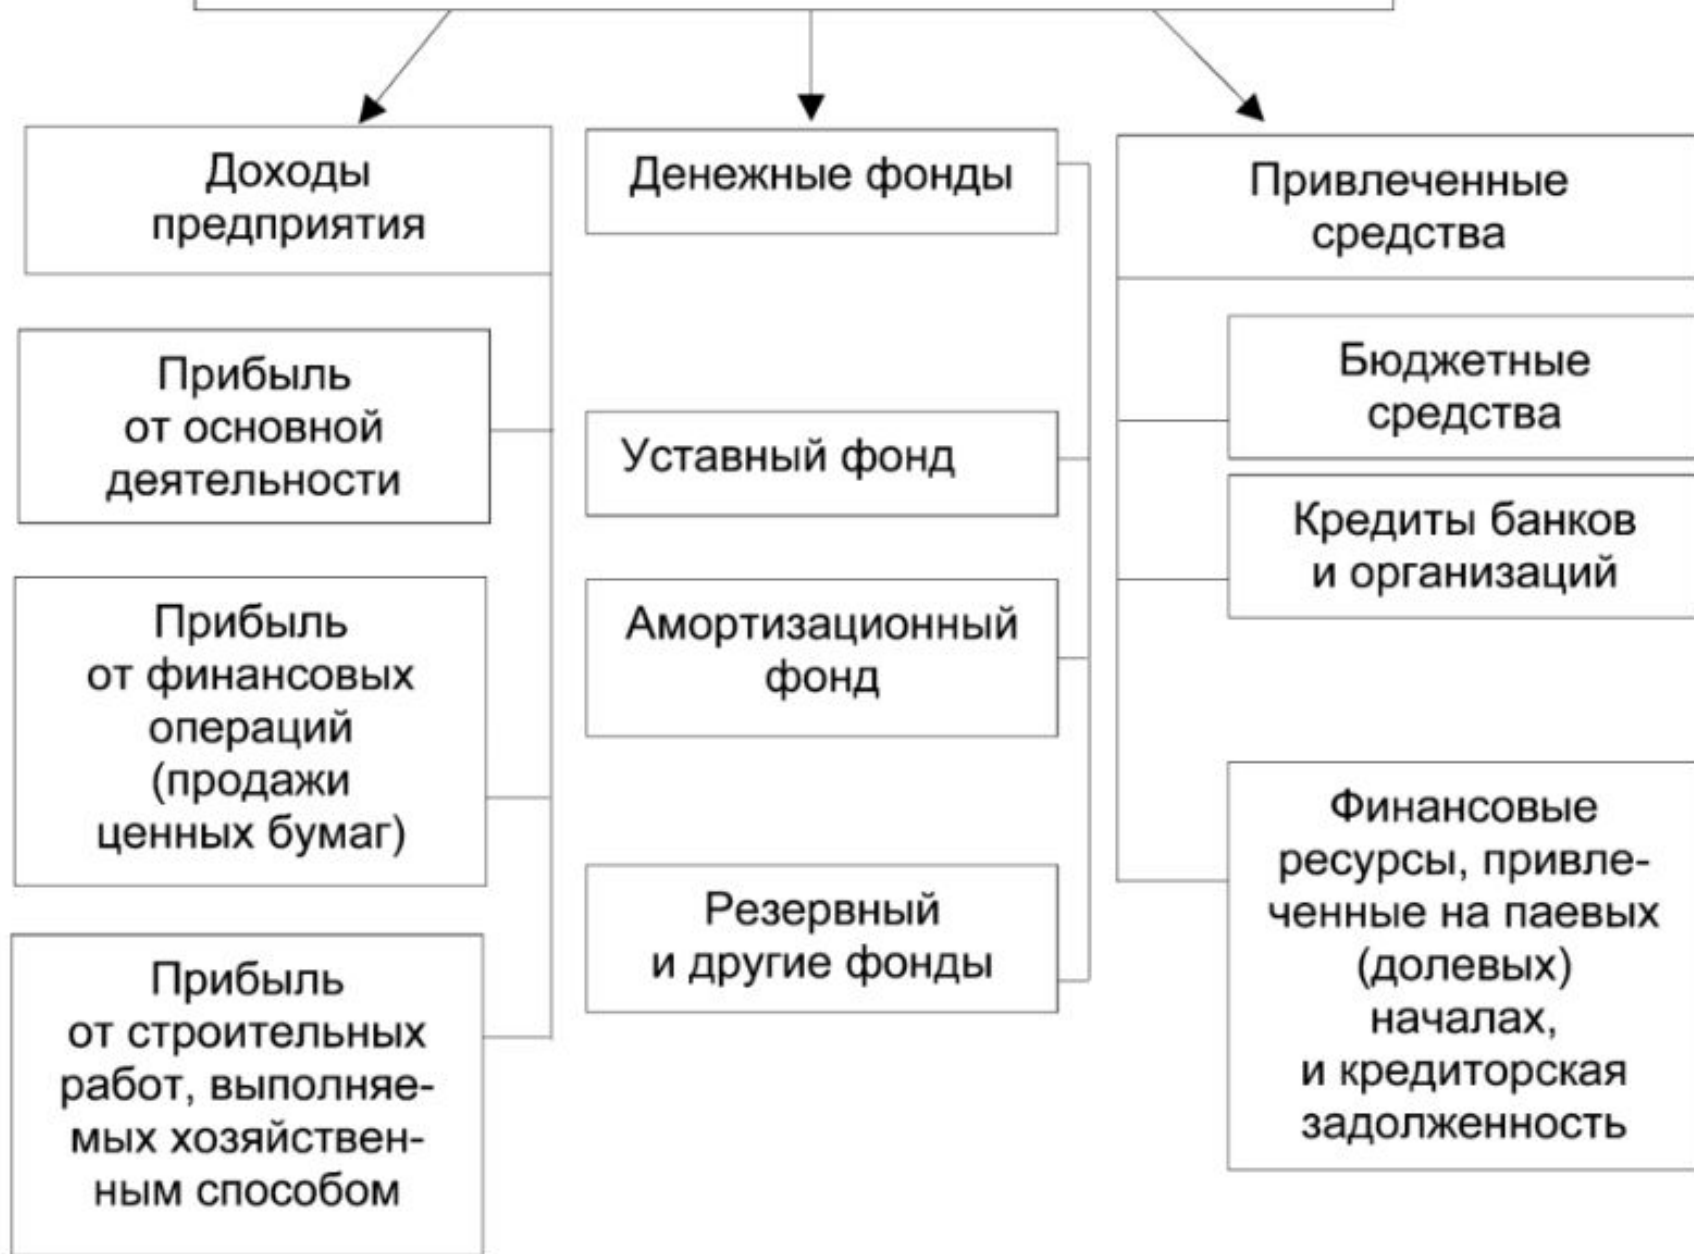 Доходы
предприятия
Прибыль
от основной
деятельности
Прибыль
от финансовых
операций
(продажи
ценных бумаг)
Прибыль
от строительных
работ, выполняе-
мых хозяйствен-
ным способом
Денежные фонды
Уставный фонд
Амортизационный
фонд
Резервный
и другие фонды
Привлеченные
средства
Бюджетные
средства
Кредиты банков
и организаций
Финансовые
ресурсы, привле-
ченные на паевых
(долевых)
началах,
и кредиторская
задолженность